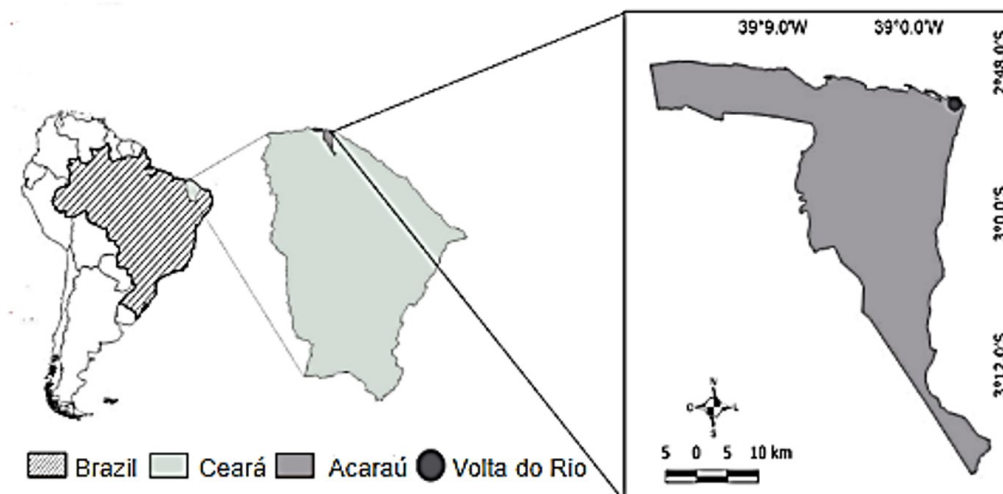 39°9.0'W 39°0.0'W
2°48.0'S
3°0.0'S
3°12.0'S
N
O L
S
5 0 5 10 km
Brazil Ceará Acaraú Volta do Rio